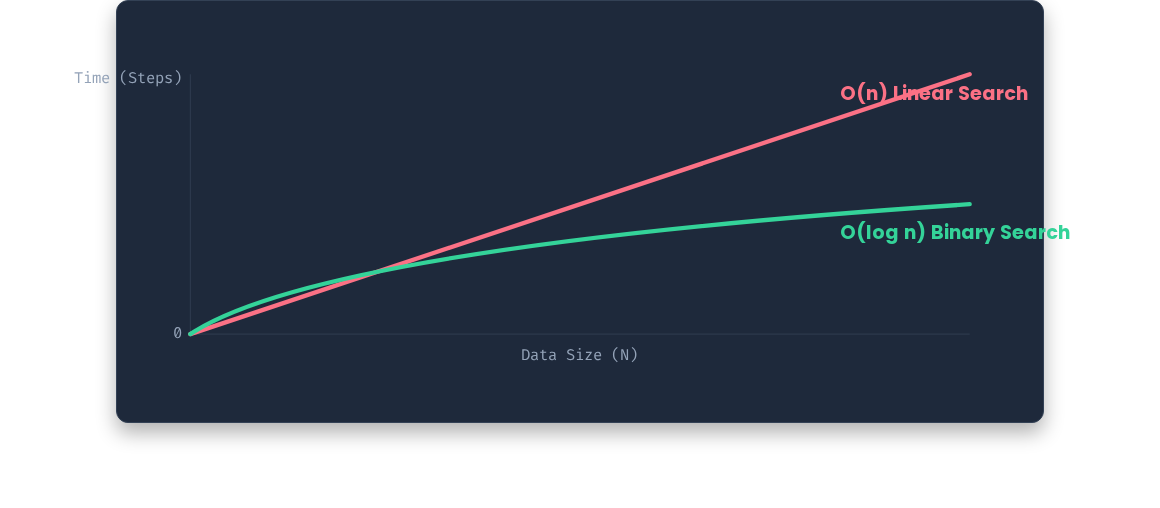 Time (Steps)
O(n) Linear Search
O(log n) Binary Search
0
Data Size (N)